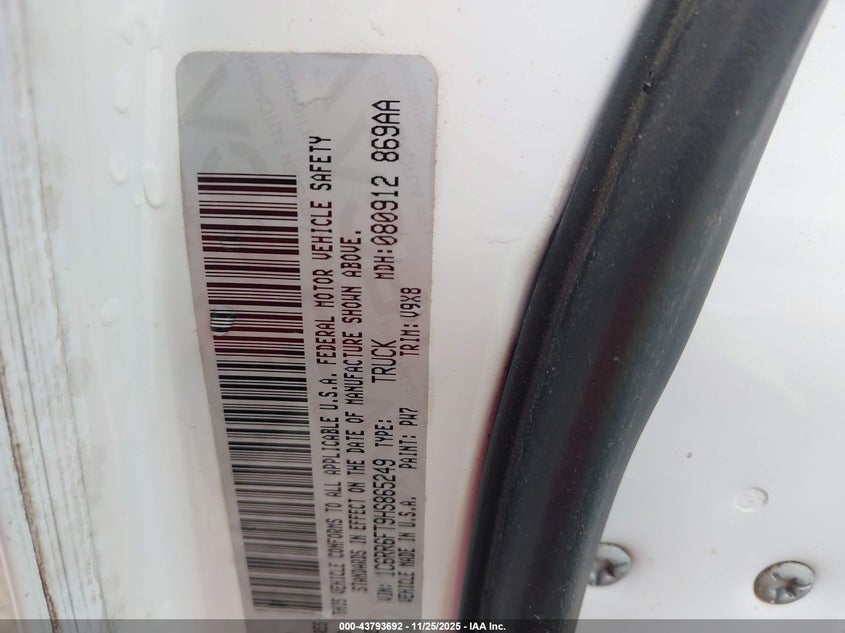 THIS VEHICLE CONFORMS TO ALL APPLICABLE U.S.A. FEDERAL MOTOR VEHICLE SAFETY
STANDARDS IN EFFECT ON THE DATE OF MANUFACTURE SHOWN ABOVE.
VIN: 1C6RR6FT9HS865249 TYPE: TRUCK MDH:080912 869AA
VEHICLE MADE IN U.S.A. PAINT: PW7 TRIM: V9X8
000-43793692 - 11/25/2025 - IAA Inc.